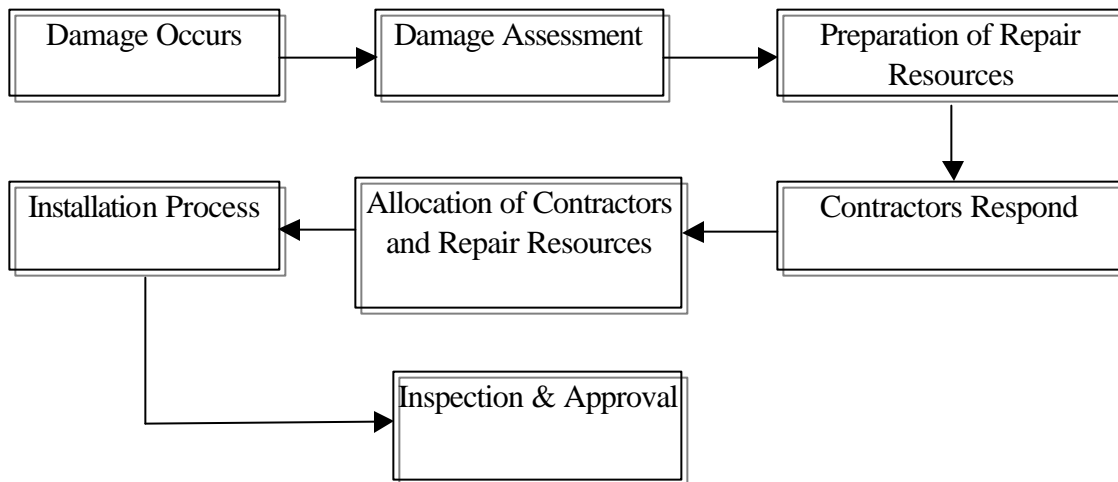 Damage Occurs
Damage Assessment
Preparation of Repair
Resources
Contractors Respond
Allocation of Contractors
and Repair Resources
Installation Process
Inspection & Approval